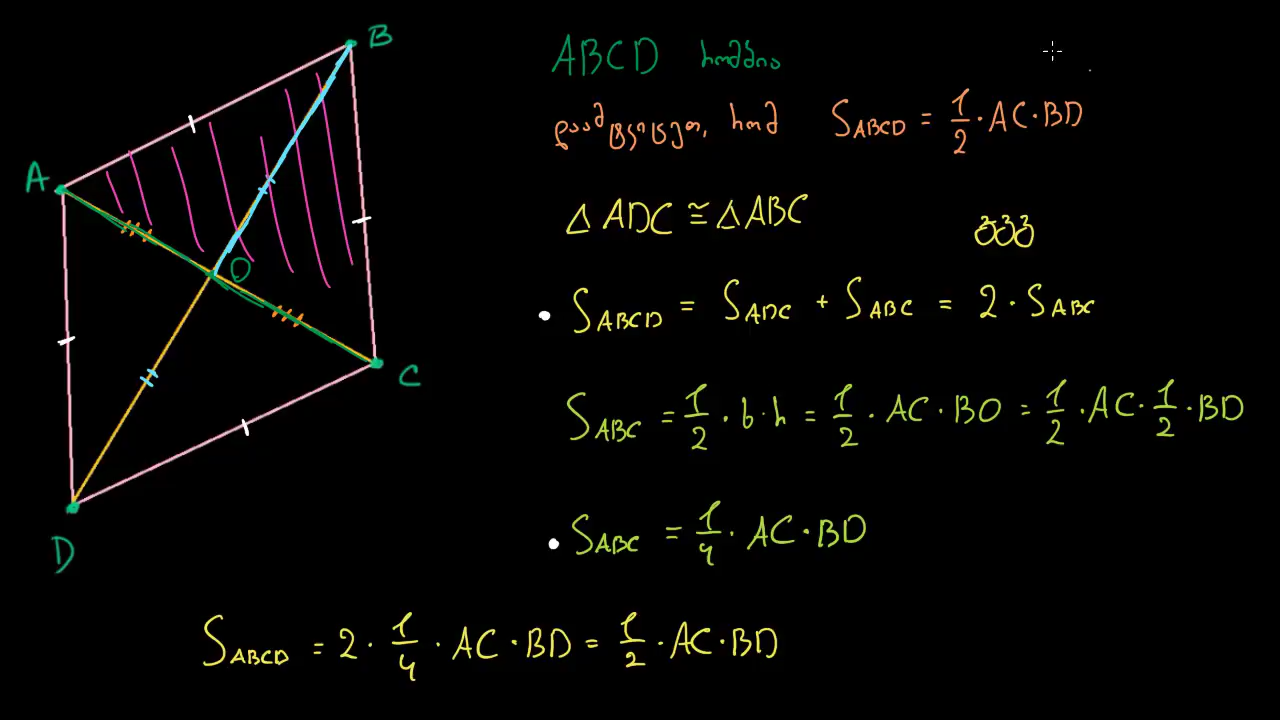 B
A
O
C
D
ABCD რომბია
დაამტკიცეთ, რომ S_ABCD = 1/2 · AC · BD
△ADC ≅ △ABC
გგგ
S_ABCD = S_ADC + S_ABC = 2 · S_ABC
S_ABC = 1/2 · b · h = 1/2 · AC · BO = 1/2 · AC · 1/2 · BD
S_ABC = 1/4 · AC · BD
S_ABCD = 2 · 1/4 · AC · BD = 1/2 · AC · BD